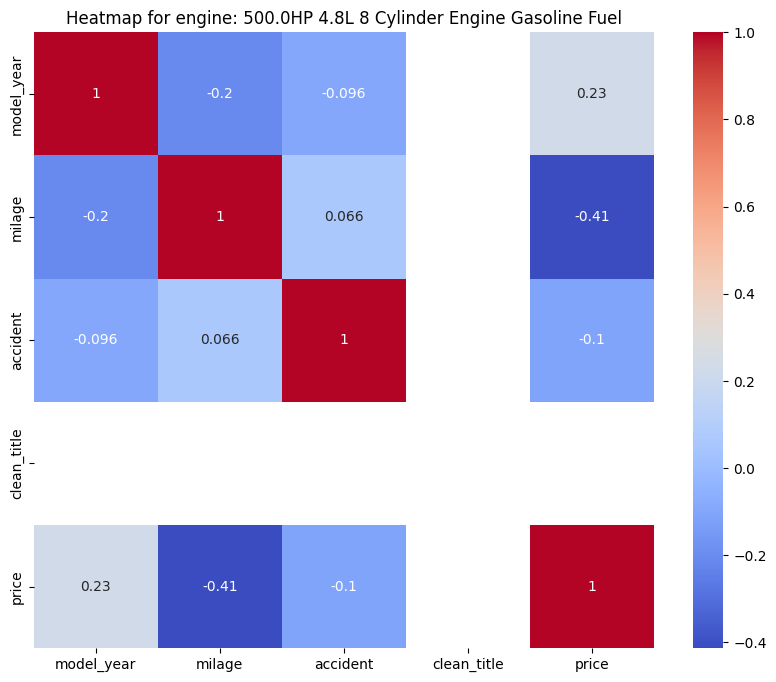 Heatmap for engine: 500.0HP 4.8L 8 Cylinder Engine Gasoline Fuel
model_year 1 -0.2 -0.096 0.23
milage -0.2 1 0.066 -0.41
accident -0.096 0.066 1 -0.1
clean_title
price 0.23 -0.41 -0.1 1
model_year milage accident clean_title price
1.0
0.8
0.6
0.4
0.2
0.0
−0.2
−0.4